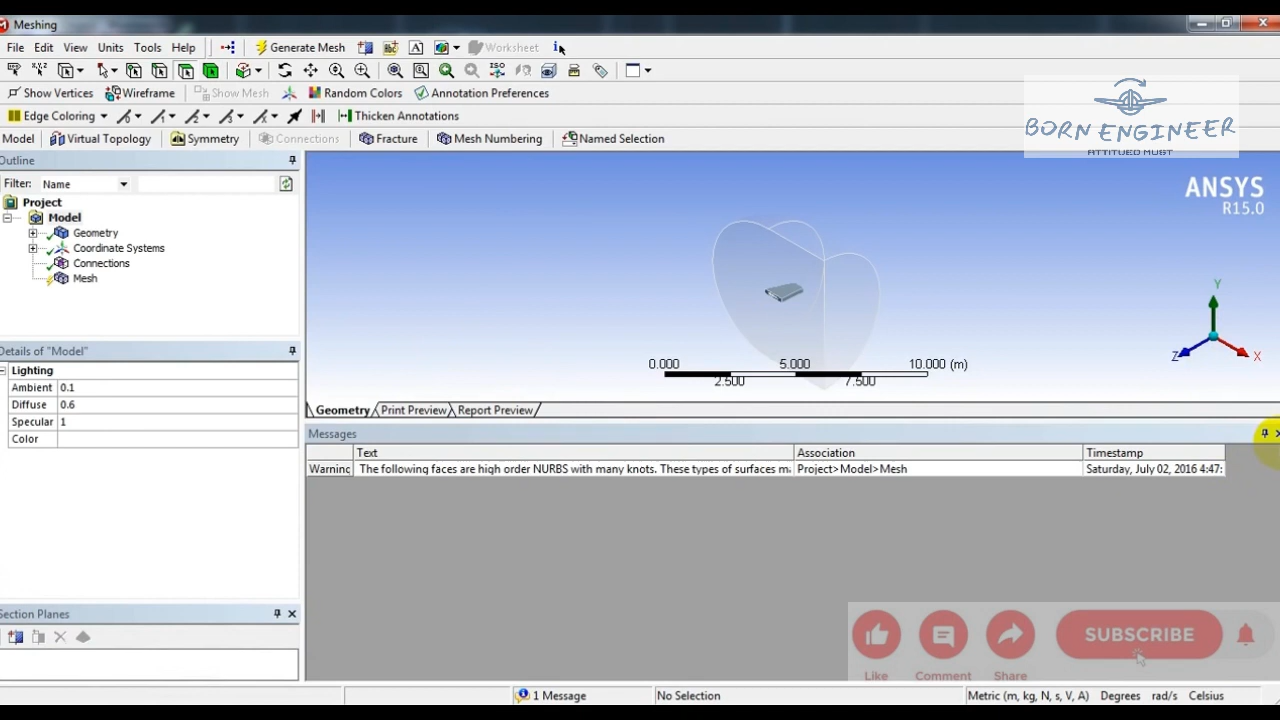 Meshing
File Edit View Units Tools Help Generate Mesh A Worksheet i
ISO
Show Vertices Wireframe Show Mesh Random Colors Annotation Preferences
Edge Coloring Thicken Annotations
Model Virtual Topology Symmetry Connections Fracture Mesh Numbering Named Selection
BORN ENGINEER
ATTITUED MUST
Outline
Filter: Name
Project
Model
Geometry
Coordinate Systems
Connections
Mesh
ANSYS
R15.0
Y
Z X
0.000 5.000 10.000 (m)
2.500 7.500
Details of "Model"
Lighting
Ambient 0.1
Diffuse 0.6
Specular 1
Color
Geometry Print Preview Report Preview
Messages
Text Association Timestamp
Warning The following faces are high order NURBS with many knots. These types of surfaces m Project>Model>Mesh Saturday, July 02, 2016 4:47:
Section Planes
SUBSCRIBE
Like Comment Share
1 Message No Selection Metric (m, kg, N, s, V, A) Degrees rad/s Celsius